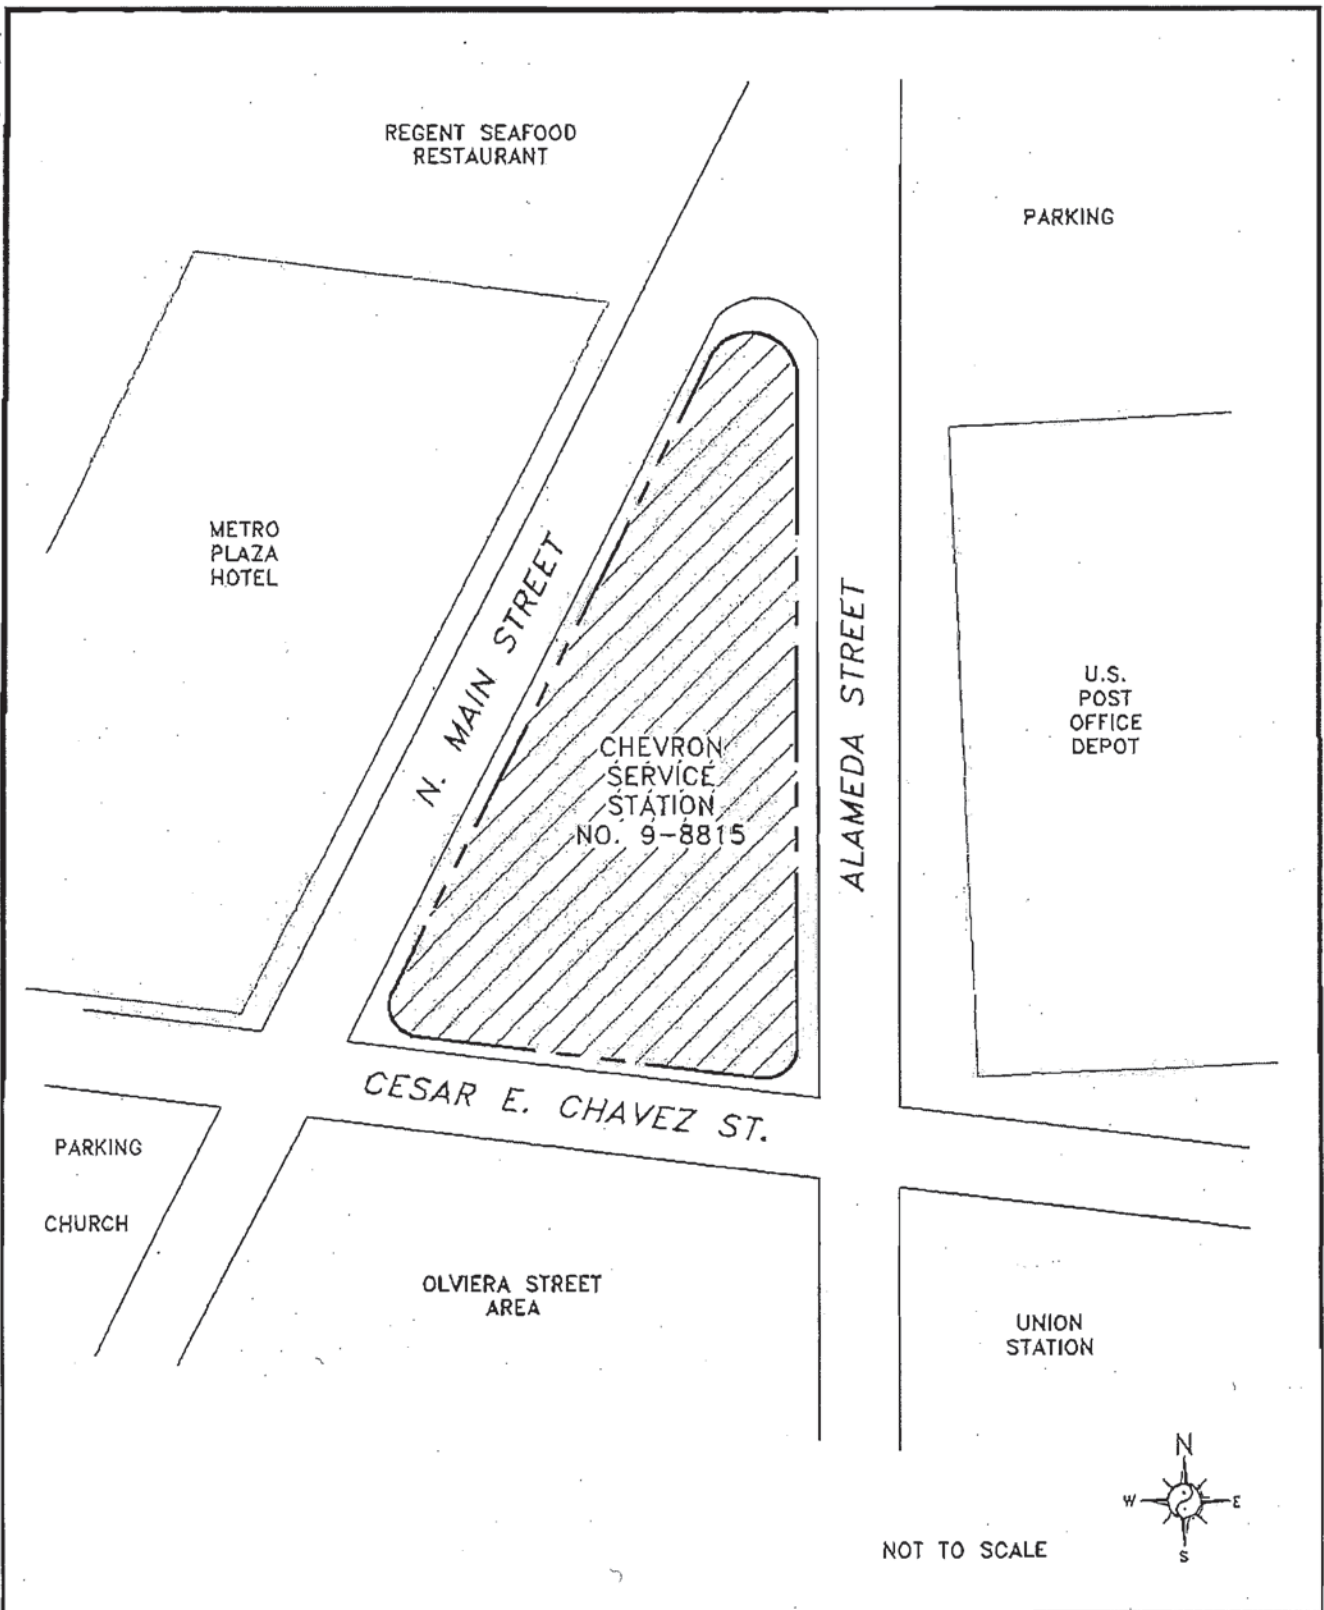 REGENT SEAFOOD
RESTAURANT
PARKING
METRO
PLAZA
HOTEL
N. MAIN STREET
ALAMEDA STREET
U.S.
POST
OFFICE
DEPOT
CHEVRON
SERVICE
STATION
NO. 9-8815
CESAR E. CHAVEZ ST.
PARKING
CHURCH
OLVIERA STREET
AREA
UNION
STATION
N
W
E
S
NOT TO SCALE